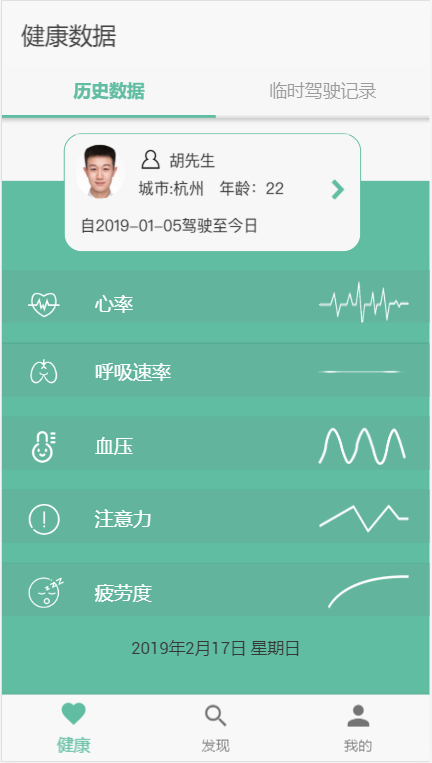 健康数据
历史数据 临时驾驶记录
胡先生
城市:杭州 年龄：22
自2019-01-05驾驶至今日
心率
呼吸速率
血压
注意力
疲劳度
2019年2月17日 星期日
健康 发现 我的